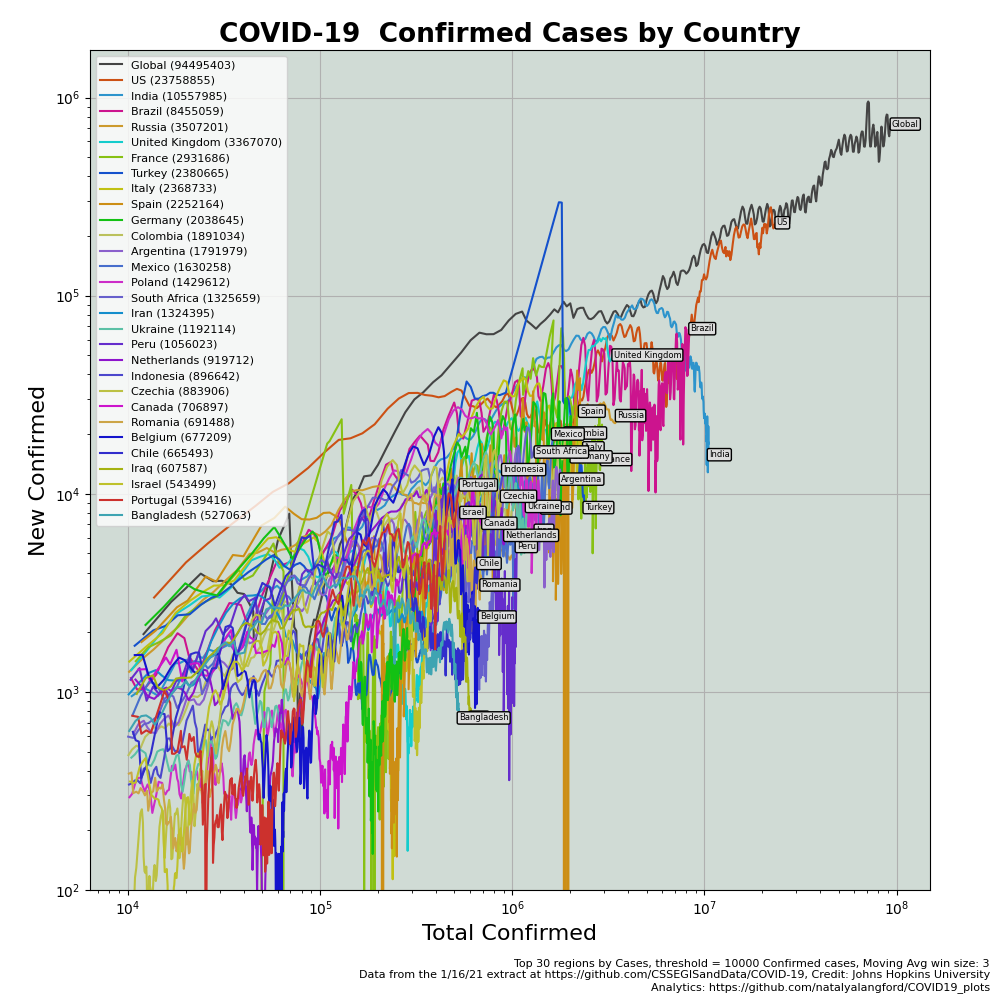 COVID-19  Confirmed Cases by Country
New Confirmed
10^6
10^5
10^4
10^3
10^2
Global (94495403)
US (23758855)
India (10557985)
Brazil (8455059)
Russia (3507201)
United Kingdom (3367070)
France (2931686)
Turkey (2380665)
Italy (2368733)
Spain (2252164)
Germany (2038645)
Colombia (1891034)
Argentina (1791979)
Mexico (1630258)
Poland (1429612)
South Africa (1325659)
Iran (1324395)
Ukraine (1192114)
Peru (1056023)
Netherlands (919712)
Indonesia (896642)
Czechia (883906)
Canada (706897)
Romania (691488)
Belgium (677209)
Chile (665493)
Iraq (607587)
Israel (543499)
Portugal (539416)
Bangladesh (527063)
Global
US
Brazil
United Kingdom
Spain
Russia
Mexico
mbia
South Africa
many
nce
India
Indonesia
Argentina
Portugal
Czechia
Ukraine
Turkey
Israel
Canada
Netherlands
Peru
Chile
Romania
Belgium
Bangladesh
10^4
10^5
10^6
10^7
10^8
Total Confirmed
Top 30 regions by Cases, threshold = 10000 Confirmed cases, Moving Avg win size: 3
Data from the 1/16/21 extract at https://github.com/CSSEGISandData/COVID-19, Credit: Johns Hopkins University
Analytics: https://github.com/natalyalangford/COVID19_plots